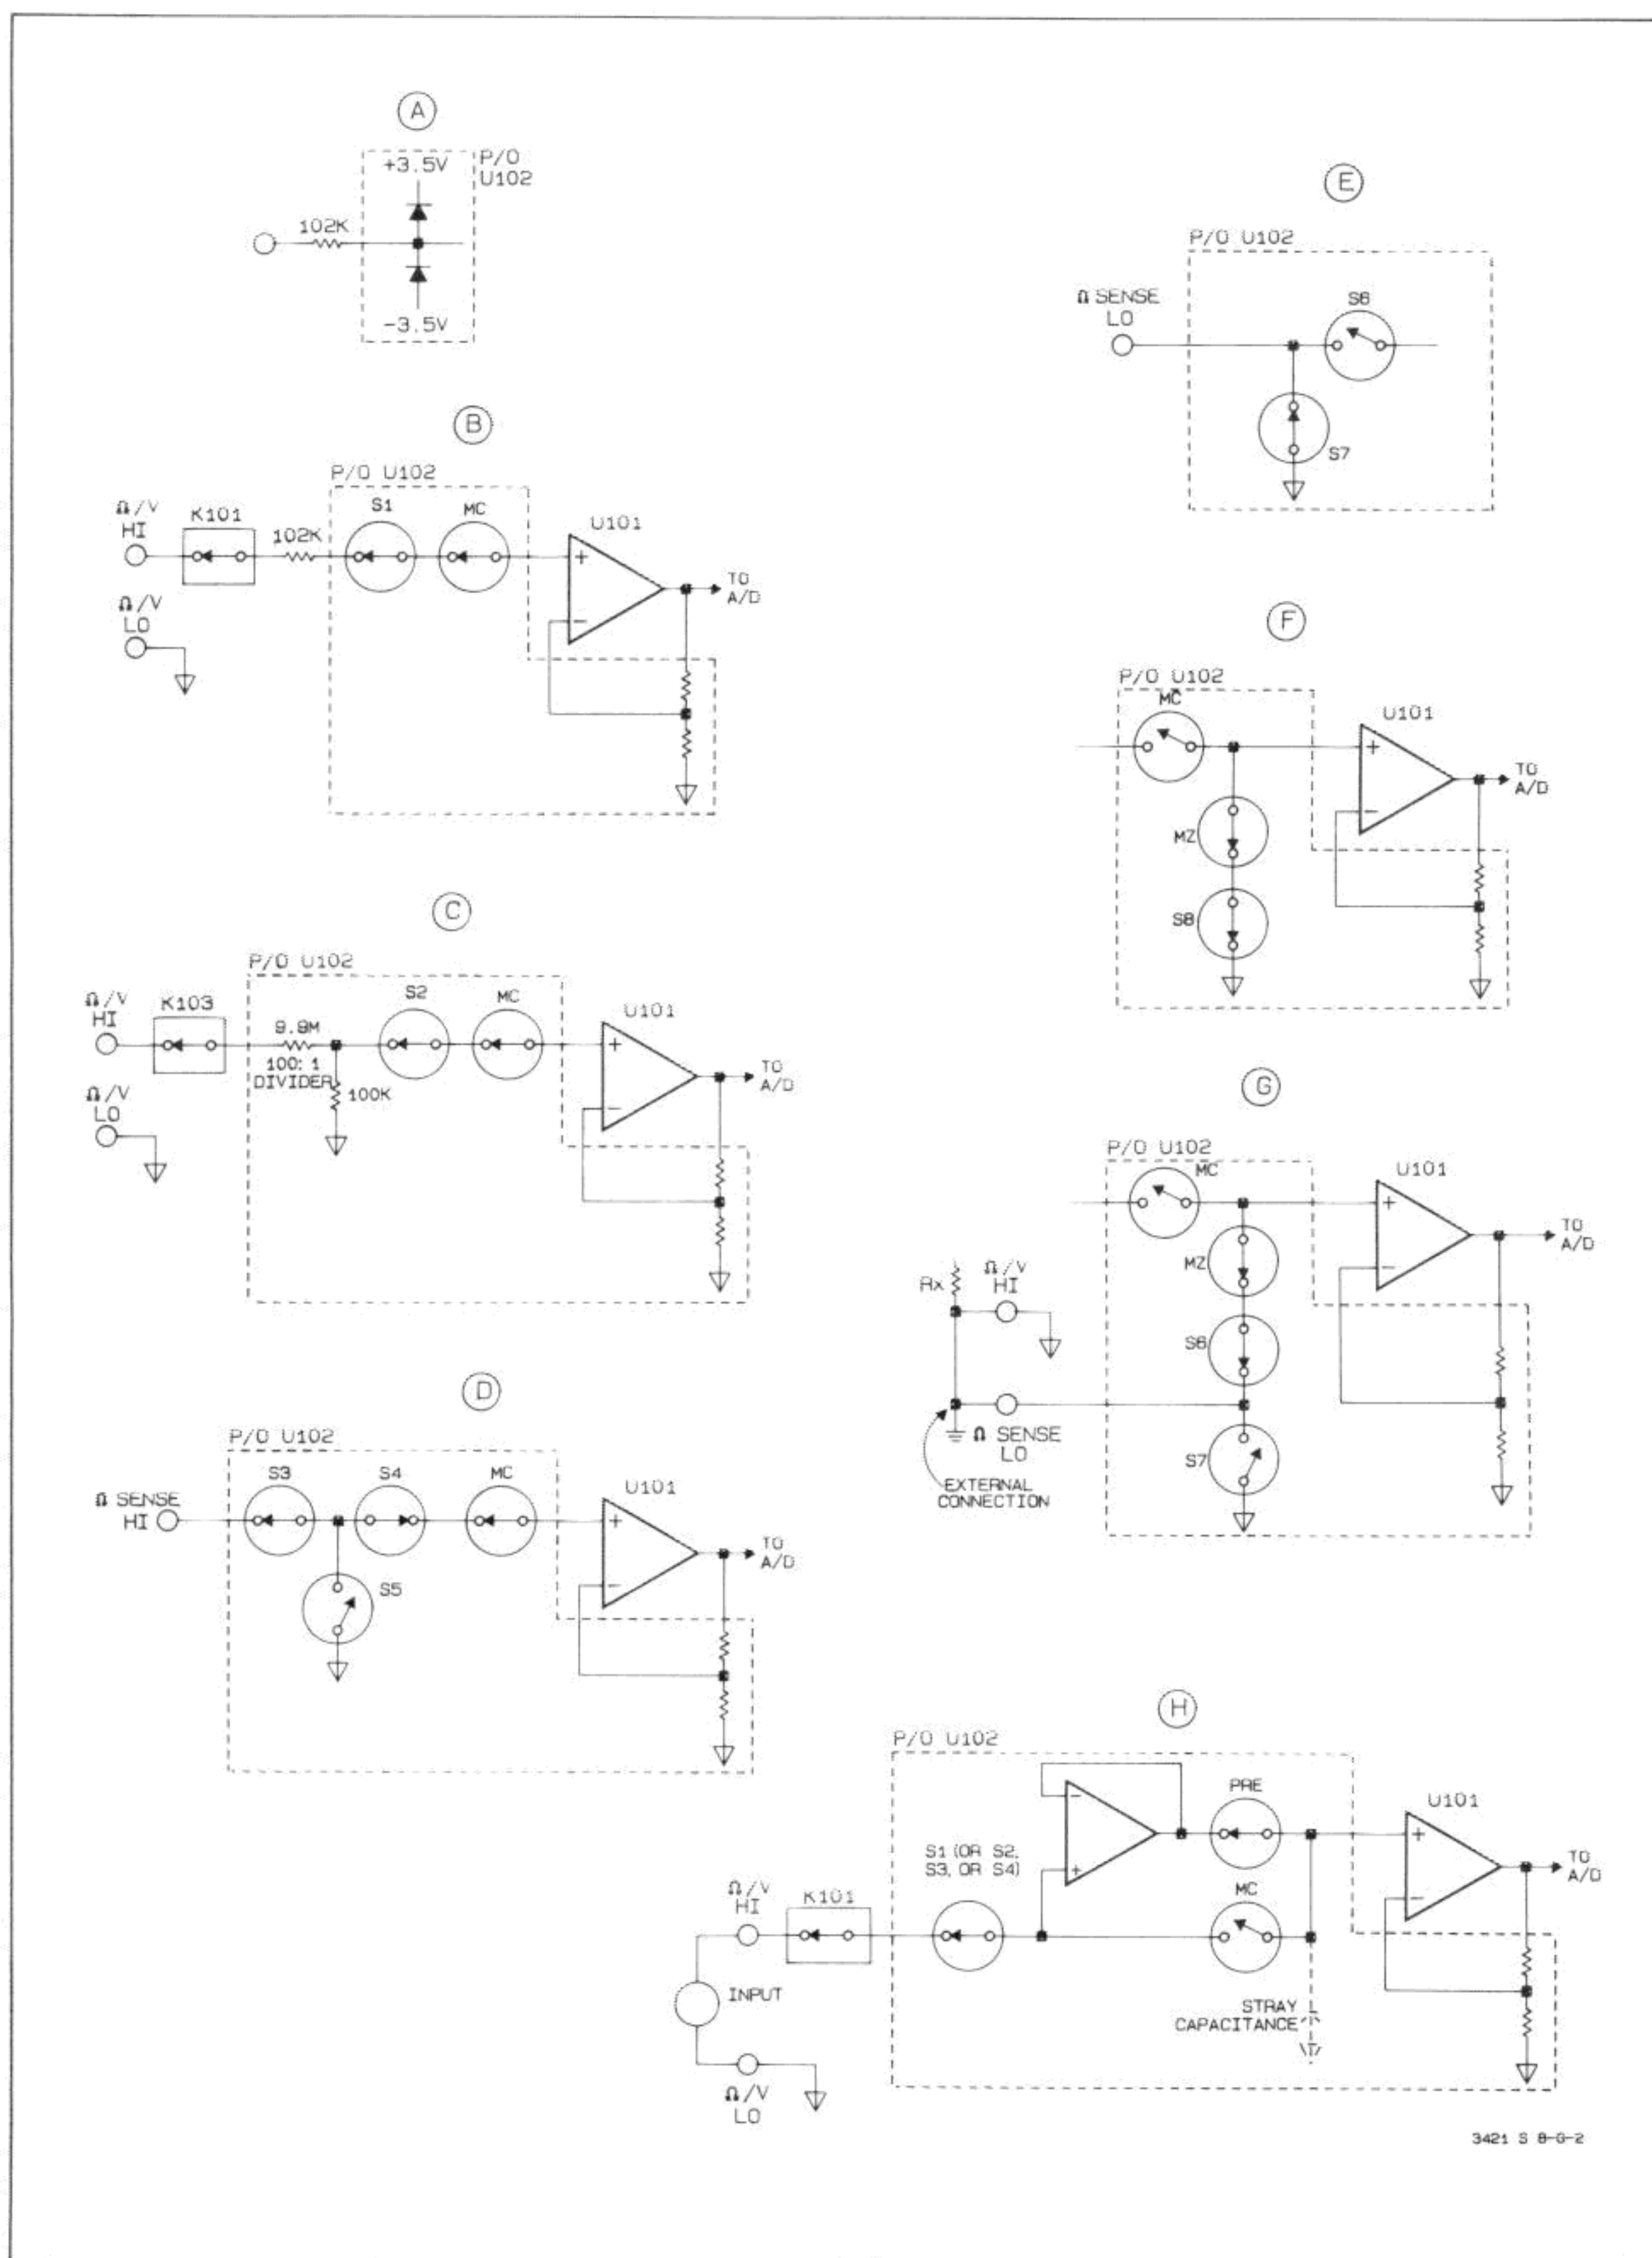 A
+3.5V
P/O
U102
102K
-3.5V
B
P/O U102
Ω/V
HI
K101
102K
S1
MC
U101
+
-
TO
A/D
Ω/V
LO
C
P/O U102
Ω/V
HI
K103
9.9M
100:1
DIVIDER
100K
S2
MC
U101
+
-
TO
A/D
Ω/V
LO
D
P/O U102
Ω SENSE
HI
S3
S4
MC
S5
U101
+
-
TO
A/D
E
P/O U102
Ω SENSE
LO
S6
S7
F
P/O U102
MC
MZ
S8
U101
+
-
TO
A/D
G
P/O U102
MC
MZ
S6
S7
U101
+
-
TO
A/D
Rx
Ω/V
HI
Ω SENSE
LO
EXTERNAL
CONNECTION
H
P/O U102
-
+
PRE
S1 (OR S2,
S3, OR S4)
MC
U101
+
-
TO
A/D
Ω/V
HI
K101
INPUT
STRAY
CAPACITANCE
Ω/V
LO
3421 S 8-G-2